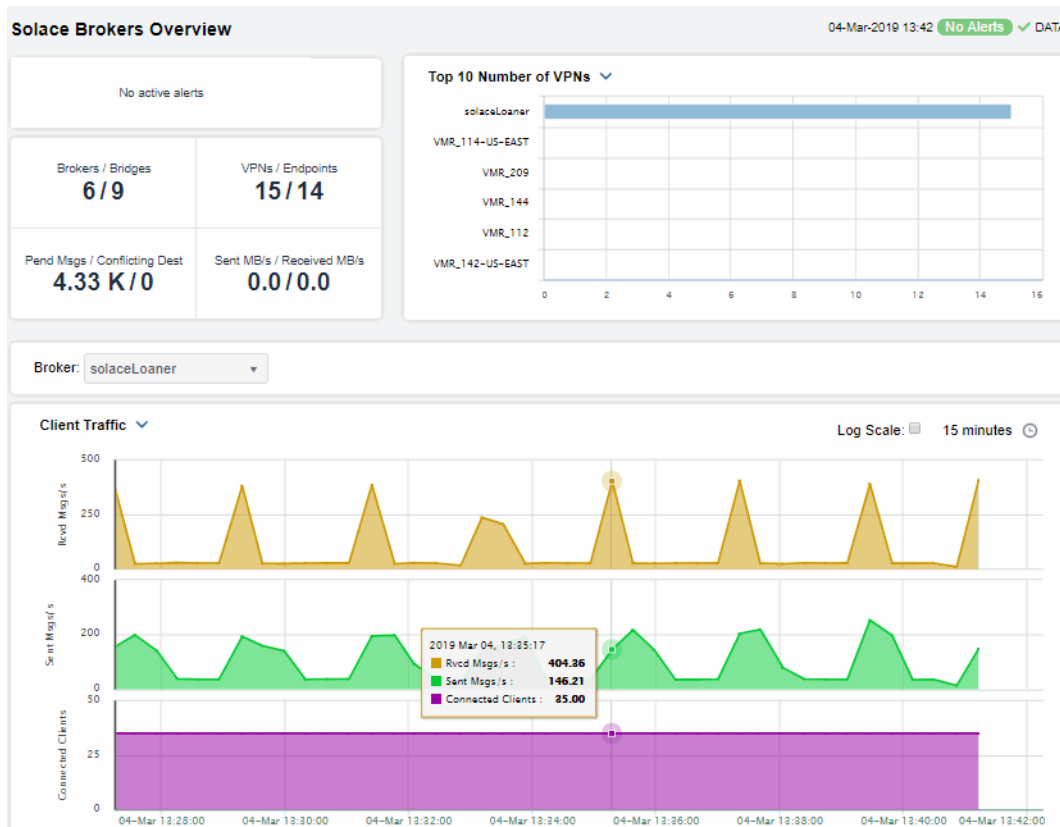 Solace Brokers Overview
04-Mar-2019 13:42 No Alerts DATA
No active alerts
Brokers / Bridges
6 / 9
VPNs / Endpoints
15 / 14
Pend Msgs / Conflicting Dest
4.33 K / 0
Sent MB/s / Received MB/s
0.0 / 0.0
Top 10 Number of VPNs
solaceLoaner
VMR_114-US-EAST
VMR_209
VMR_144
VMR_112
VMR_142-US-EAST
0 2 4 6 8 10 12 14 16
Broker: solaceLoaner
Client Traffic
Log Scale: 15 minutes
Rcvd Msgs/s
500
250
0
Sent Msgs/s
400
200
0
2019 Mar 04, 13:35:17
Rvcd Msgs/s : 404.36
Sent Msgs/s : 146.21
Connected Clients : 35.00
Connected Clients
50
25
0
04-Mar 13:28:00 04-Mar 13:30:00 04-Mar 13:32:00 04-Mar 13:34:00 04-Mar 13:36:00 04-Mar 13:38:00 04-Mar 13:40:00 04-Mar 13:42:00